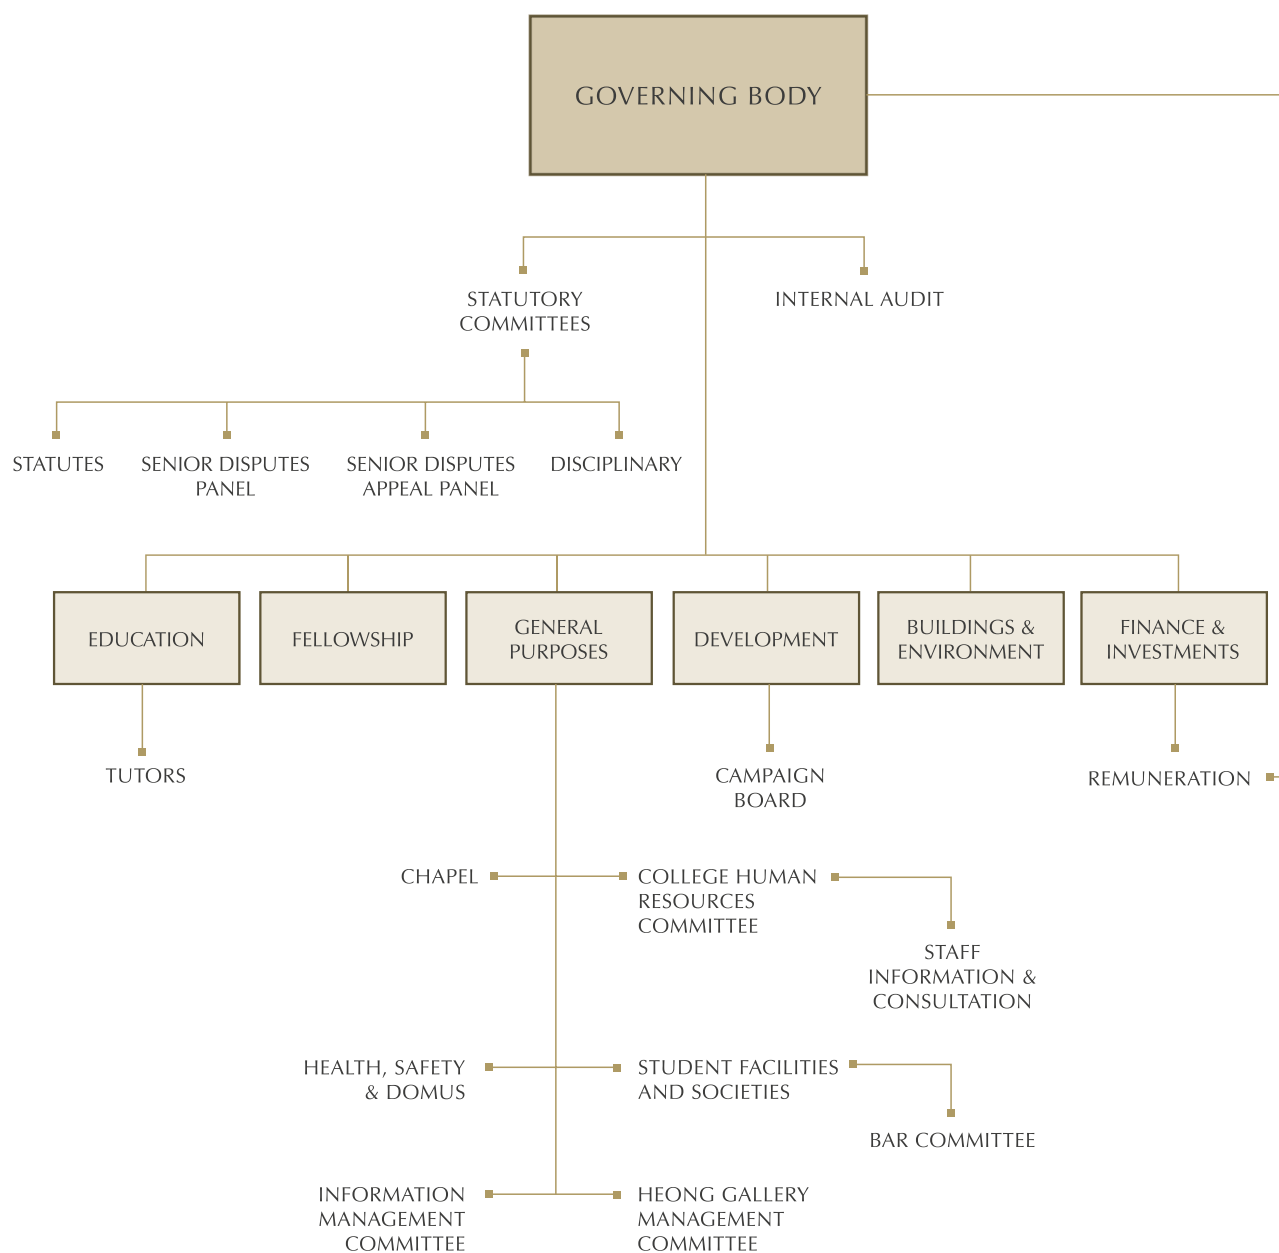 GOVERNING BODY
STATUTORY
COMMITTEES
INTERNAL AUDIT
STATUTES
SENIOR DISPUTES
PANEL
SENIOR DISPUTES
APPEAL PANEL
DISCIPLINARY
EDUCATION
FELLOWSHIP
GENERAL
PURPOSES
DEVELOPMENT
BUILDINGS &
ENVIRONMENT
FINANCE &
INVESTMENTS
TUTORS
CAMPAIGN
BOARD
REMUNERATION
CHAPEL
COLLEGE HUMAN
RESOURCES
COMMITTEE
STAFF
INFORMATION &
CONSULTATION
HEALTH, SAFETY
& DOMUS
STUDENT FACILITIES
AND SOCIETIES
BAR COMMITTEE
INFORMATION
MANAGEMENT
COMMITTEE
HEONG GALLERY
MANAGEMENT
COMMITTEE